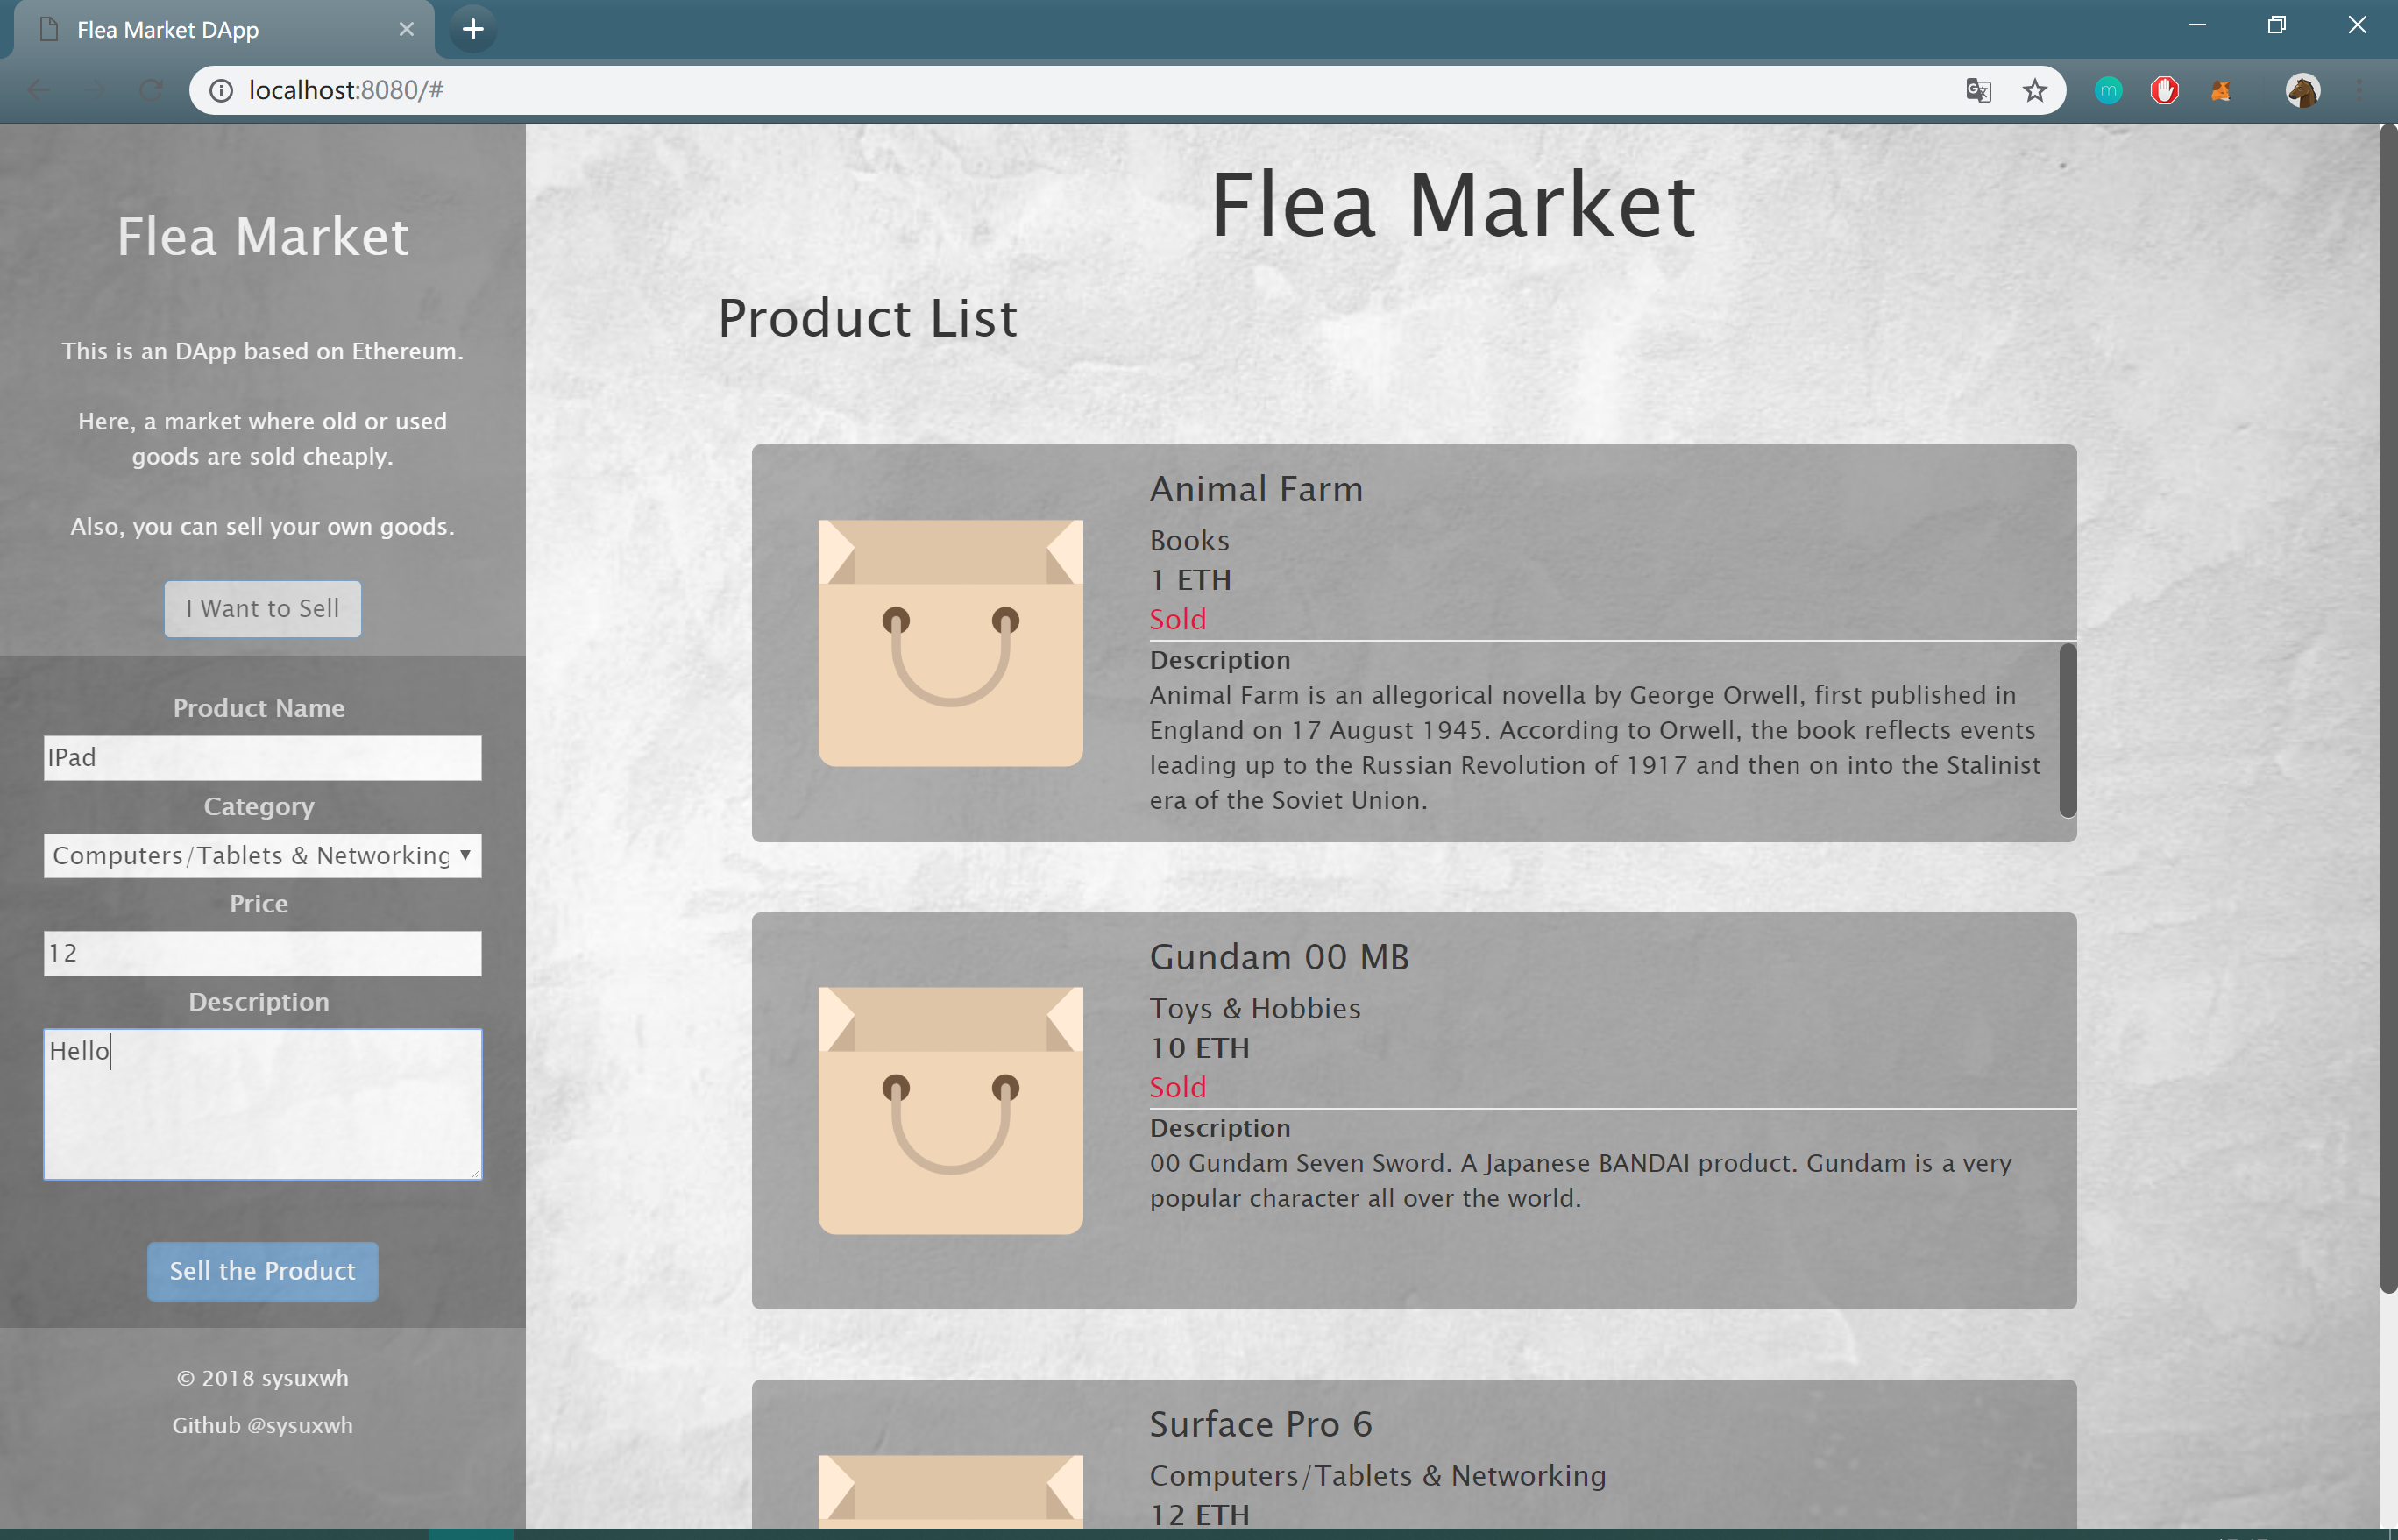 Flea Market DApp
localhost:8080/#
Flea Market
This is an DApp based on Ethereum.
Here, a market where old or used
goods are sold cheaply.
Also, you can sell your own goods.
I Want to Sell
Product Name
IPad
Category
Computers/Tablets & Networking
Price
12
Description
Hello
Sell the Product
© 2018 sysuxwh
Github @sysuxwh
Flea Market
Product List
Animal Farm
Books
1 ETH
Sold
Description
Animal Farm is an allegorical novella by George Orwell, first published in
England on 17 August 1945. According to Orwell, the book reflects events
leading up to the Russian Revolution of 1917 and then on into the Stalinist
era of the Soviet Union.
Gundam 00 MB
Toys & Hobbies
10 ETH
Sold
Description
00 Gundam Seven Sword. A Japanese BANDAI product. Gundam is a very
popular character all over the world.
Surface Pro 6
Computers/Tablets & Networking
12 ETH